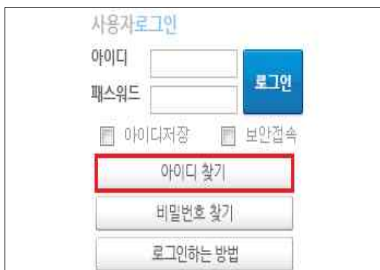 사용자로그인
아이디
로그인
패스워드
아이디저장 보안접속
아이디 찾기
비밀번호 찾기
로그인하는 방법